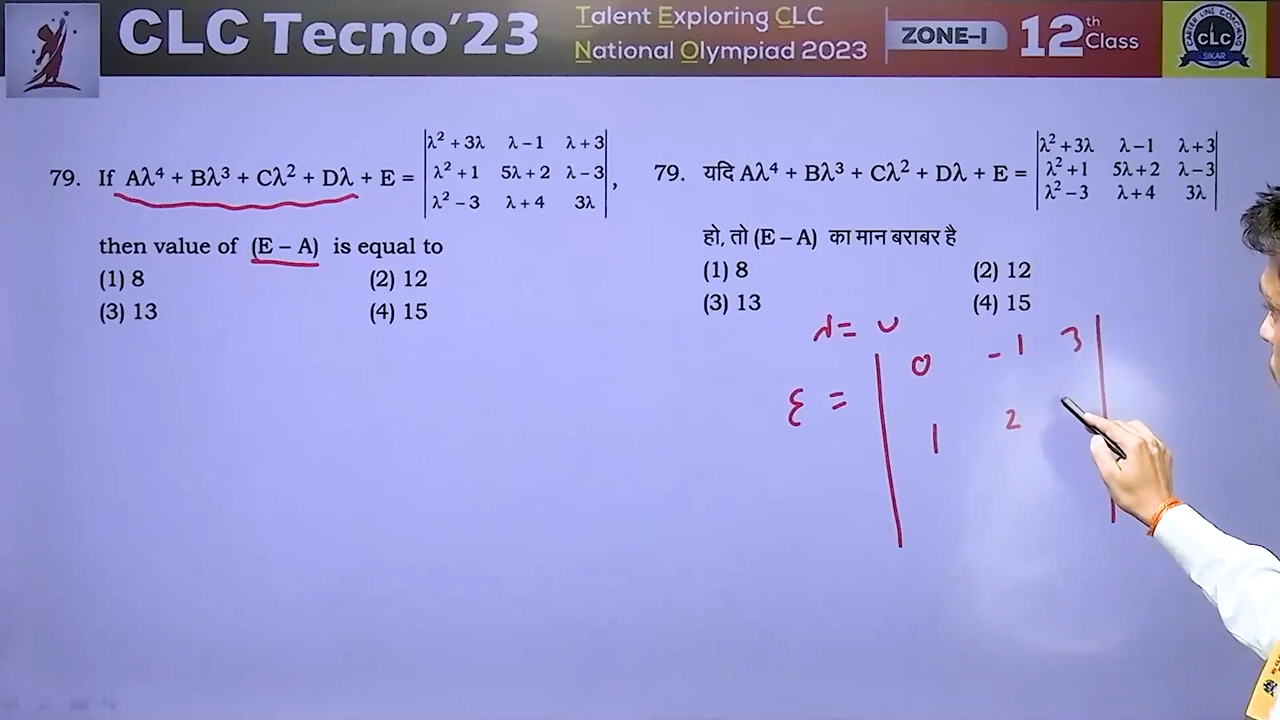 CLC Tecno'23
Talent Exploring CLC
National Olympiad 2023
ZONE-I
12th Class
CLC
SIKAR
79. If Aλ⁴ + Bλ³ + Cλ² + Dλ + E = |λ² + 3λ λ − 1 λ + 3|
|λ² + 1 5λ + 2 λ − 3|,
|λ² − 3 λ + 4 3λ|
then value of (E − A) is equal to
(1) 8 (2) 12
(3) 13 (4) 15
79. यदि Aλ⁴ + Bλ³ + Cλ² + Dλ + E = |λ² + 3λ λ − 1 λ + 3|
|λ² + 1 5λ + 2 λ − 3|
|λ² − 3 λ + 4 3λ|
हो, तो (E − A) का मान बराबर है
(1) 8 (2) 12
(3) 13 (4) 15
λ = 0
E = | 0 -1 3 |
1 2